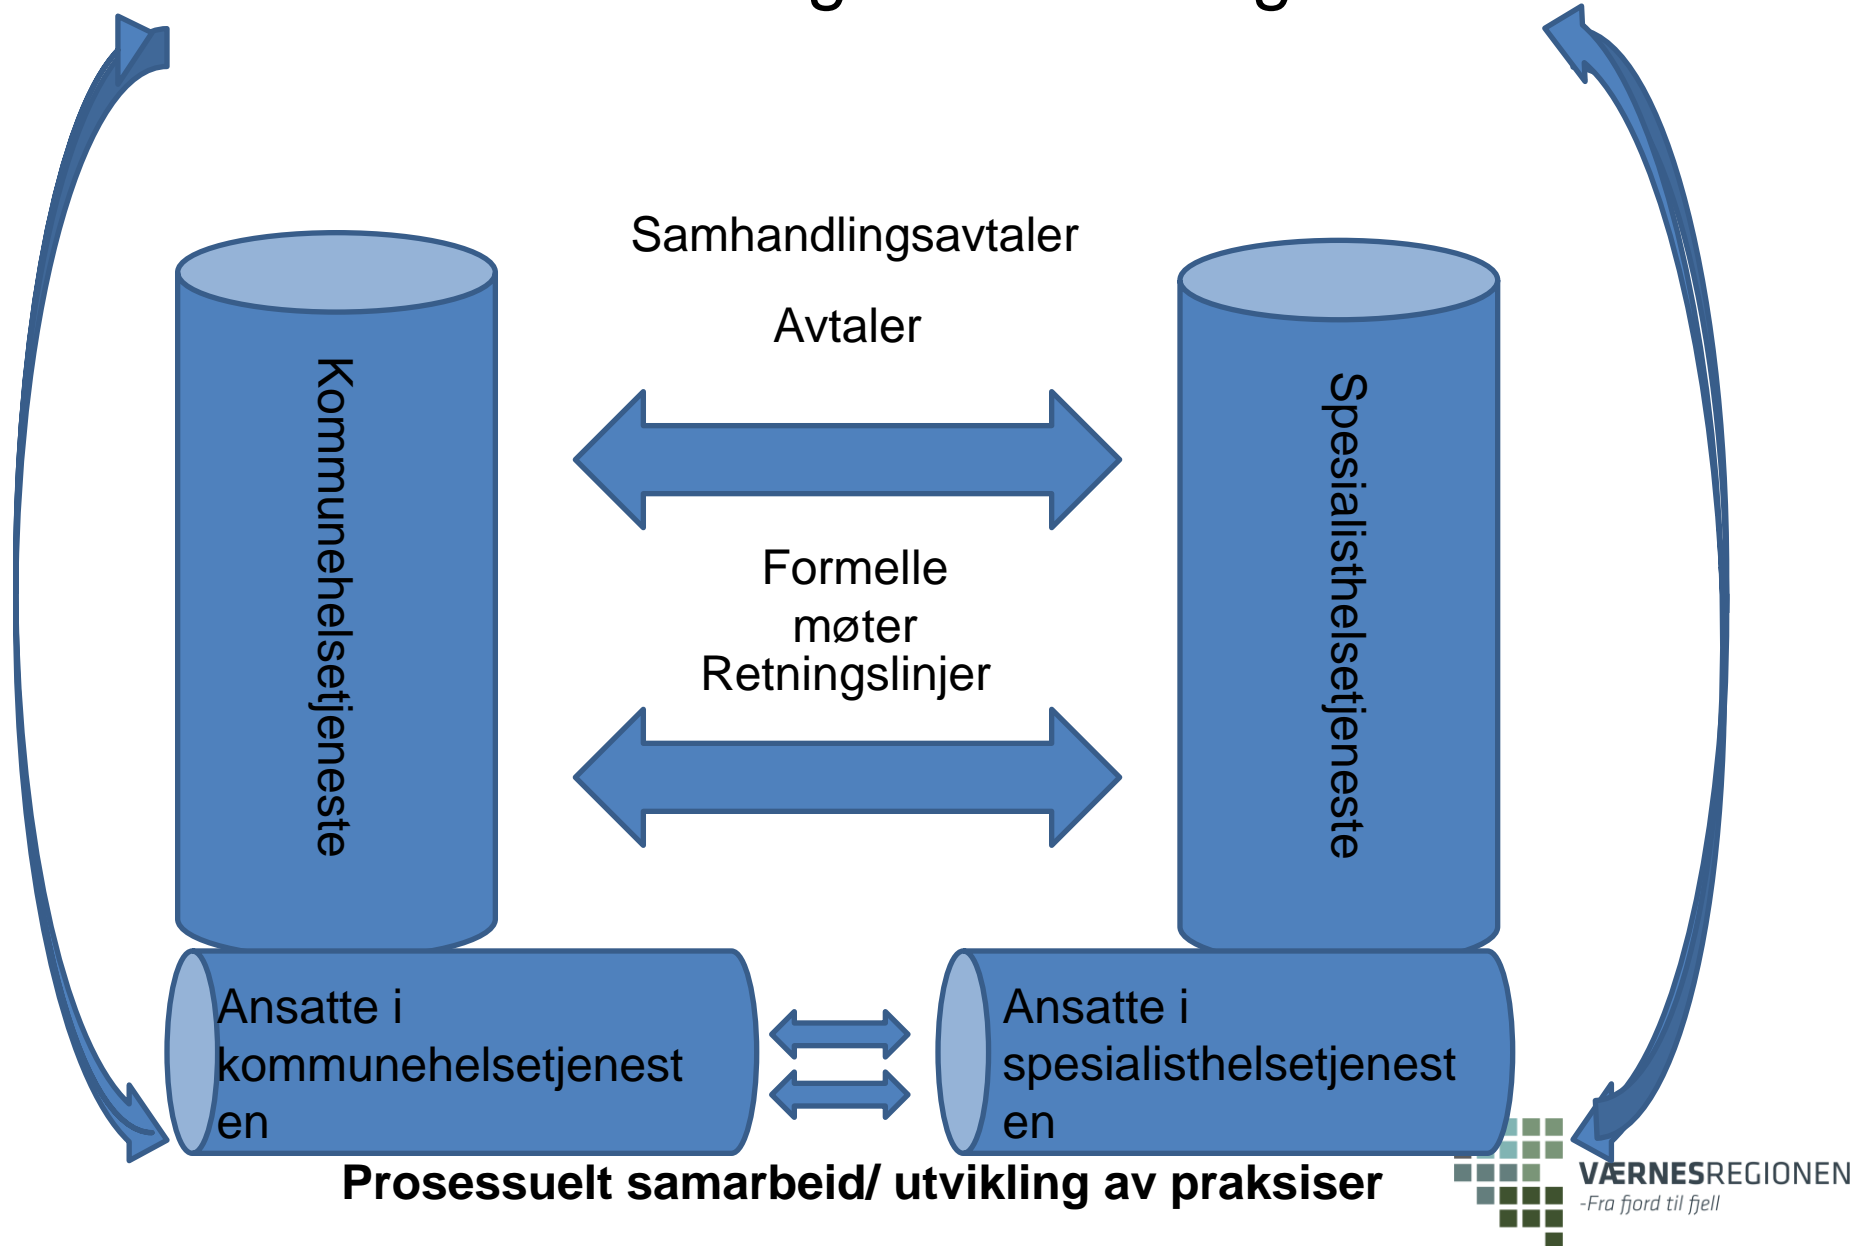 Samhandlingsavtaler
Avtaler
Kommunehelsetjeneste
Spesialisthelsetjeneste
Formelle
møter
Retningslinjer
Ansatte i
kommunehelsetjenest
en
Ansatte i
spesialisthelsetjenest
en
Prosessuelt samarbeid/ utvikling av praksiser
VÆRNESREGIONEN
-Fra fjord til fjell